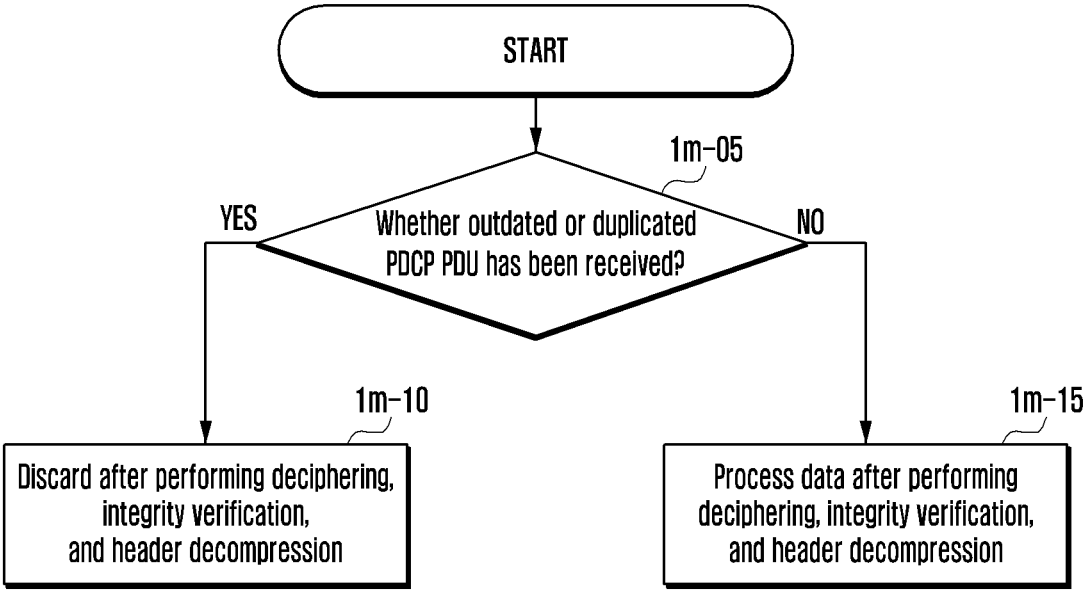 START
1m-05
YES
Whether outdated or duplicated
PDCP PDU has been received?
NO
1m-10
Discard after performing deciphering,
integrity verification,
and header decompression
1m-15
Process data after performing
deciphering, integrity verification,
and header decompression